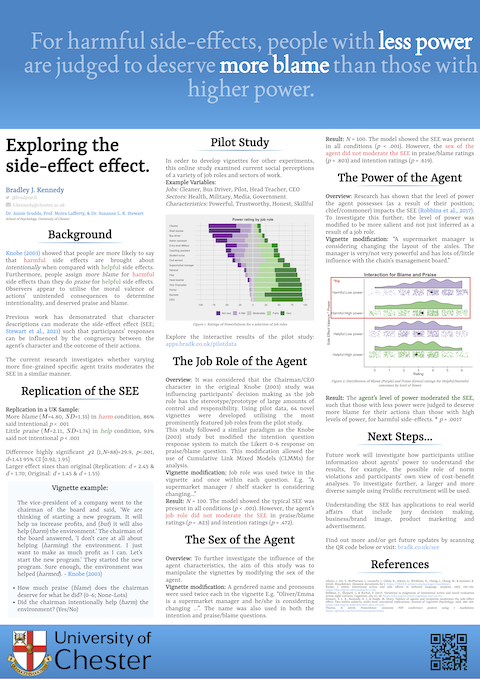 For harmful side-effects, people with less power
are judged to deserve more blame than those with
higher power.
Exploring the
side-effect effect.
Bradley J. Kennedy
Dr. Annie Scudds, Prof. Moira Lafferty, & Dr. Suzanne L. K. Stewart
School of Psychology, University of Chester
Background
Knobe (2003) showed that people are more likely to say
that harmful side effects are brought about
intentionally when compared with helpful side effects.
Furthermore, people assign more blame for harmful
side effects than they do praise for helpful side effects.
Observers appear to utilise the moral valence of
actions' unintended consequences to determine
intentionality, and deserved praise and blame.
Previous work has demonstrated that character
descriptions can moderate the side-effect effect (SEE;
Stewart et al., 2021) such that participants' responses
can be influenced by the congruency between the
agent's character and the outcome of their actions.
The current research investigates whether varying
more fine-grained specific agent traits moderates the
SEE in a similar manner.
Replication of the SEE
Replication in a UK Sample:
More blame (M=4.80, SD=1.35) in harm condition, 86%
said intentional p < .001
Little praise (M=2.11, SD=1.74) in help condition, 93%
said not intentional p < .001
Difference highly significant
Larger effect sizes than original (Replication: d = 2.45 &
d = 1.70; Original: d = 1.45 & d = 1.55)
Vignette example:
The vice-president of a company went to the
chairman of the board and said, 'We are
thinking of starting a new program. It will
help us increase profits, and (but) it will also
help (harm) the environment.' The chairman of
the board answered, 'I don't care at all about
helping (harming) the environment. I just
want to make as much profit as I can. Let's
start the new program.' They started the new
program. Sure enough, the environment was
helped (harmed). - Knobe (2003)
• How much praise (blame) does the chairman
deserve for what he did? (0-6; None-Lots)
• Did the chairman intentionally help (harm) the
environment? (Yes/No)
Pilot Study
In order to develop vignettes for other experiments,
this online study examined current social perceptions
of a variety of job roles and sectors of work.
Example Variables:
Jobs: Cleaner, Bus Driver, Pilot, Head Teacher, CEO
Sectors: Health, Military, Media, Government
Characteristics: Powerful, Trustworthy, Honest, Skillful
Power rating by job role
Figure 1. Ratings of Powerfulness for a selection of job roles
Explore the interactive results of the pilot study:
apps.bradk.co.uk/pilotdata
The Job Role of the Agent
Overview: It was considered that the Chairman/CEO
character in the original Knobe (2003) study was
influencing participants' decision making as the job
role has the stereotype/prototype of large amounts of
control and responsibility. Using pilot data, 64 novel
vignettes were developed utilising the most
prominently featured job roles from the pilot study.
This study followed a similar paradigm as the Knobe
(2003) study but modified the intention question
response system to match the Likert 0-6 response on
praise/blame question. This modification allowed the
use of Cumulative Link Mixed Models (CLMMs) for
analysis.
Vignette modification: Job role was used twice in the
vignette and once within each question. E.g. "A
supermarket manager / shelf stacker is considering
changing..."
Result: N = 100. The model showed the typical SEE was
present in all conditions (p < .001). However, the agent's
job role did not moderate the SEE in praise/blame
ratings (p = .823) and intention ratings (p = .472).
The Sex of the Agent
Overview: To further investigate the influence of the
agent characteristics, the aim of this study was to
manipulate the vignettes by modifying the sex of the
agent.
Vignette modification: A gendered name and pronouns
were used twice each in the vignette E.g. "Oliver/Emma
is a supermarket manager and he/she is considering
changing ...". The name was also used in both the
intention and praise/blame questions.
Result: N = 100. The model showed the SEE was present
in all conditions (p < .001). However, the sex of the
agent did not moderate the SEE in praise/blame ratings
(p = .803) and intention ratings (p = .419).
The Power of the Agent
Overview: Research has shown that the level of power
the agent possesses (as a result of their position;
chief/commoner) impacts the SEE (Robbins et al., 2017).
To investigate this further, the level of power was
modified to be more salient and not just inferred as a
result of a job role.
Vignette modification: "A supermarket manager is
considering changing the layout of the aisles. The
manager is very/not very powerful and has lots of/little
influence with the chain's management board."
Interaction for Blame and Praise
Harmful/Low power
Harmful/High power
Helpful/Low power
Helpful/High power
Rating
Result: The agent's level of power moderated the SEE,
such that those with less power were judged to deserve
more blame for their actions than those with high levels
of power, for harmful side-effects. * p = .0017
Next Steps...
Future work will investigate how participants utilise
information about agents' power to understand the
results, for example, the possible role of norm
violations and participants' own view of cost-benefit
analyses. To investigate further, a larger and more
diverse sample using Prolific recruitment will be used.
Understanding the SEE has applications to real world
affairs that include jury decision making,
business/brand image, product marketing and
advertisement.
Find out more and/or get future updates by scanning
the QR code below or visit: bradk.co.uk/see
References
University of
Chester